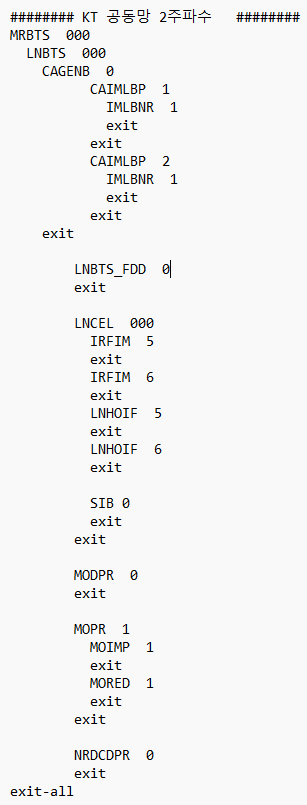 ######## KT 공동망 2주파수 ########
MRBTS 000
LNBTS 000
CAGENB 0
CAIMLBP 1
IMLBNR 1
exit
exit
CAIMLBP 2
IMLBNR 1
exit
exit
exit
LNBTS_FDD 0
exit
LNCEL 000
IRFIM 5
exit
IRFIM 6
exit
LNHOIF 5
exit
LNHOIF 6
exit
SIB 0
exit
exit
MODPR 0
exit
MOPR 1
MOIMP 1
exit
MORED 1
exit
exit
NRDCDPR 0
exit
exit-all